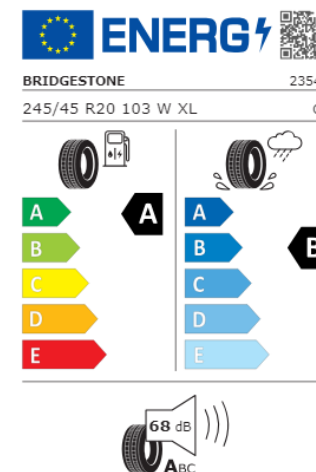 ENERG
BRIDGESTONE 2354
245/45 R20 103 W XL
A A A
B B B
C C
D D
E E
68 dB
ABC